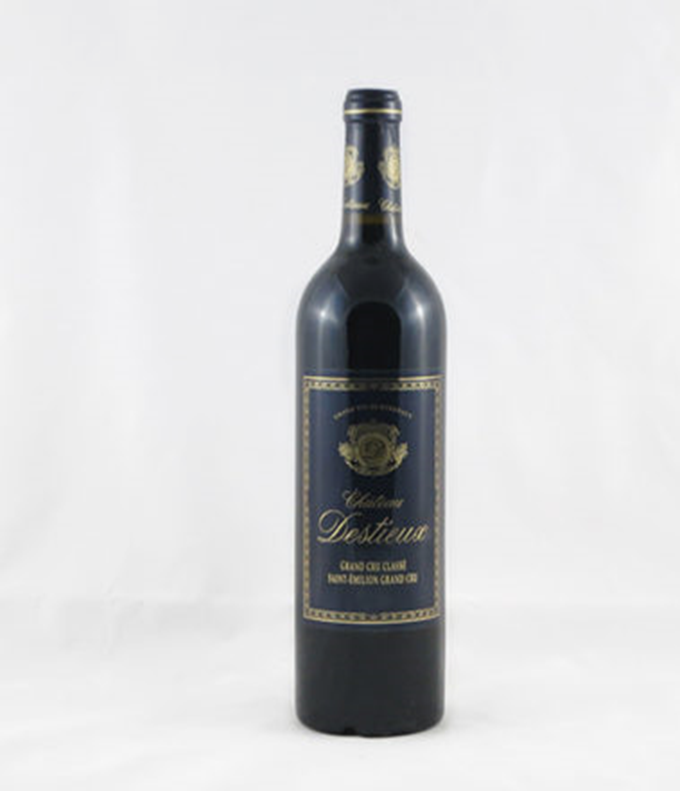 Château
Destieux
GRAND CRU CLASSÉ
SAINT-ÉMILION GRAND CRU